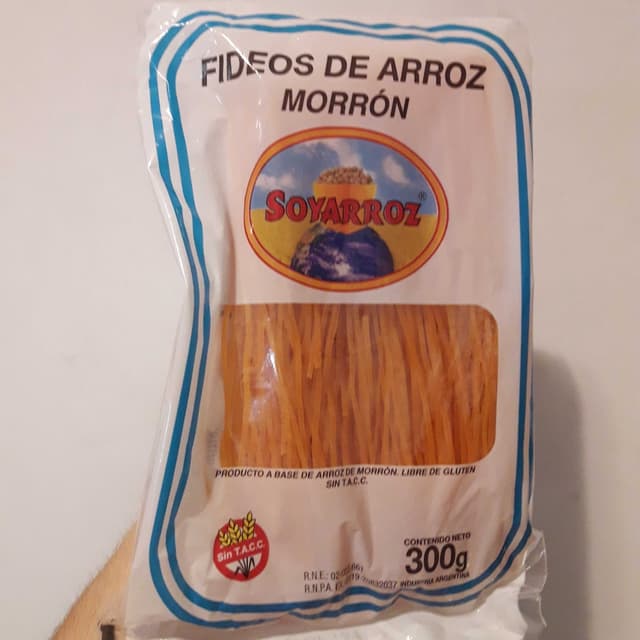 FIDEOS DE ARROZ
MORRÓN
SOYARROZ®
PRODUCTO A BASE DE ARROZ DE MORRÓN. LIBRE DE GLUTEN
SIN T.A.C.C.
Sin T.A.C.C.
CONTENIDO NETO
300g
R.N.E.:
R.N.P.A. INDUSTRIA ARGENTINA